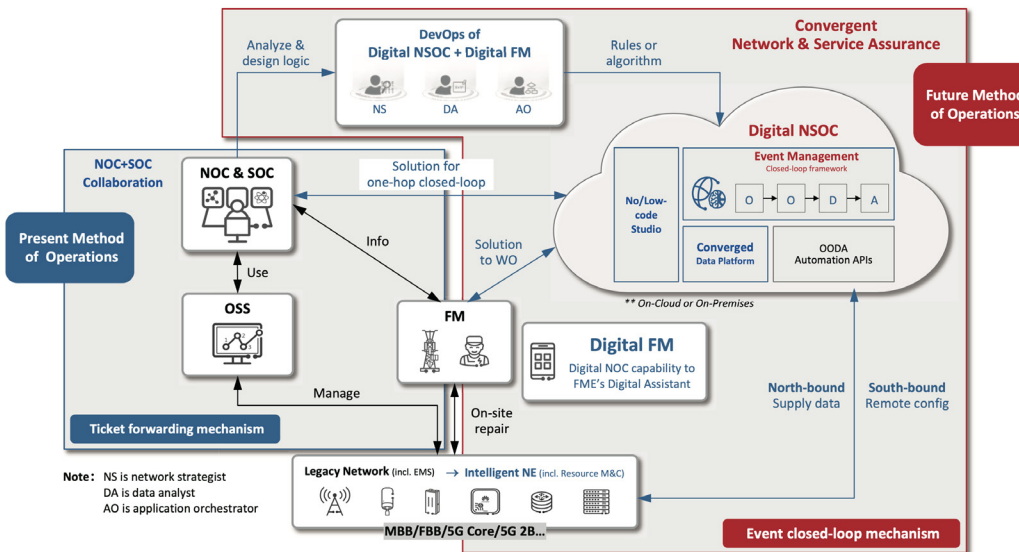 Analyze &
design logic
DevOps of
Digital NSOC + Digital FM
NS
DA
AO
Rules or
algorithm
Convergent
Network & Service Assurance
Future Method
of Operations
NOC+SOC
Collaboration
NOC & SOC
Solution for
one-hop closed-loop
Digital NSOC
Event Management
Closed-loop framework
O
O
D
A
No/Low-
code
Studio
Converged
Data Platform
OODA
Automation APIs
** On-Cloud or On-Premises
Present Method
of Operations
Info
Solution
to WO
Use
OSS
FM
Digital FM
Digital NOC capability to
FME's Digital Assistant
Manage
On-site
repair
North-bound
Supply data
South-bound
Remote config
Ticket forwarding mechanism
Note : NS is network strategist
DA is data analyst
AO is application orchestrator
Legacy Network (incl. EMS) → Intelligent NE (incl. Resource M&C)
MBB/FBB/5G Core/5G 2B...
Event closed-loop mechanism